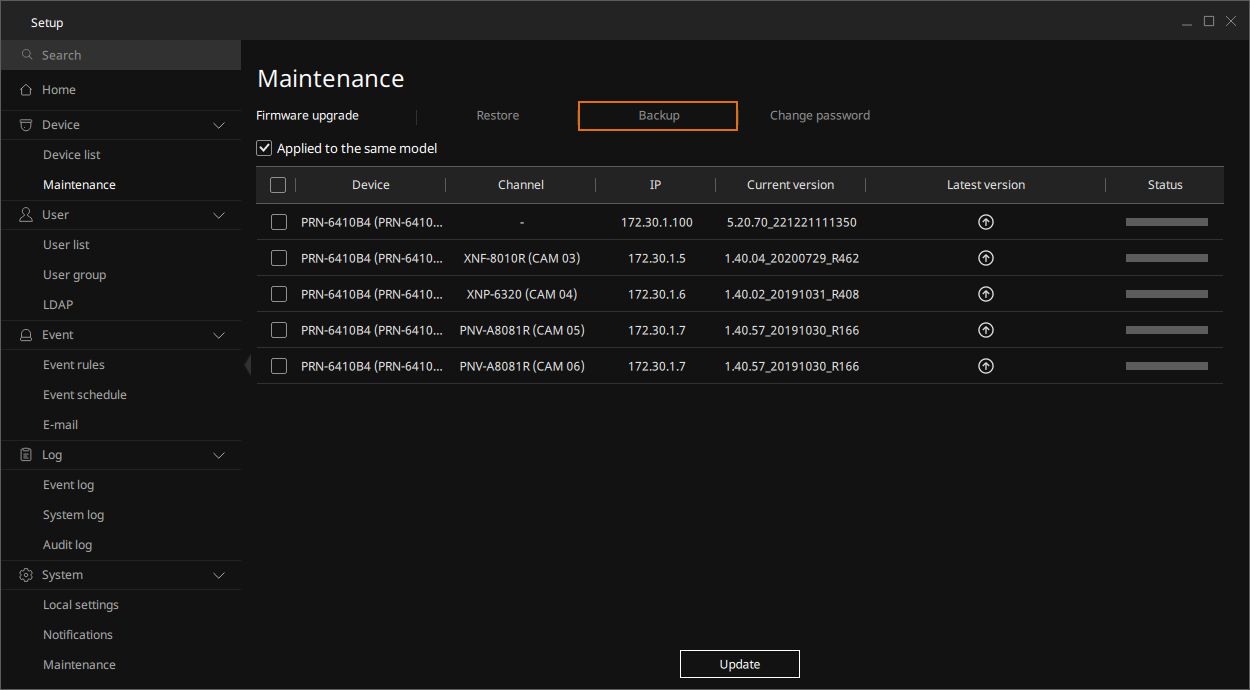 Setup
Search
Home
Device
Device list
Maintenance
User
User list
User group
LDAP
Event
Event rules
Event schedule
E-mail
Log
Event log
System log
Audit log
System
Local settings
Notifications
Maintenance
Maintenance
Firmware upgrade Restore Backup Change password
Applied to the same model
Device Channel IP Current version Latest version Status
PRN-6410B4 (PRN-6410... - 172.30.1.100 5.20.70_221221111350
PRN-6410B4 (PRN-6410... XNF-8010R (CAM 03) 172.30.1.5 1.40.04_20200729_R462
PRN-6410B4 (PRN-6410... XNP-6320 (CAM 04) 172.30.1.6 1.40.02_20191031_R408
PRN-6410B4 (PRN-6410... PNV-A8081R (CAM 05) 172.30.1.7 1.40.57_20191030_R166
PRN-6410B4 (PRN-6410... PNV-A8081R (CAM 06) 172.30.1.7 1.40.57_20191030_R166
Update